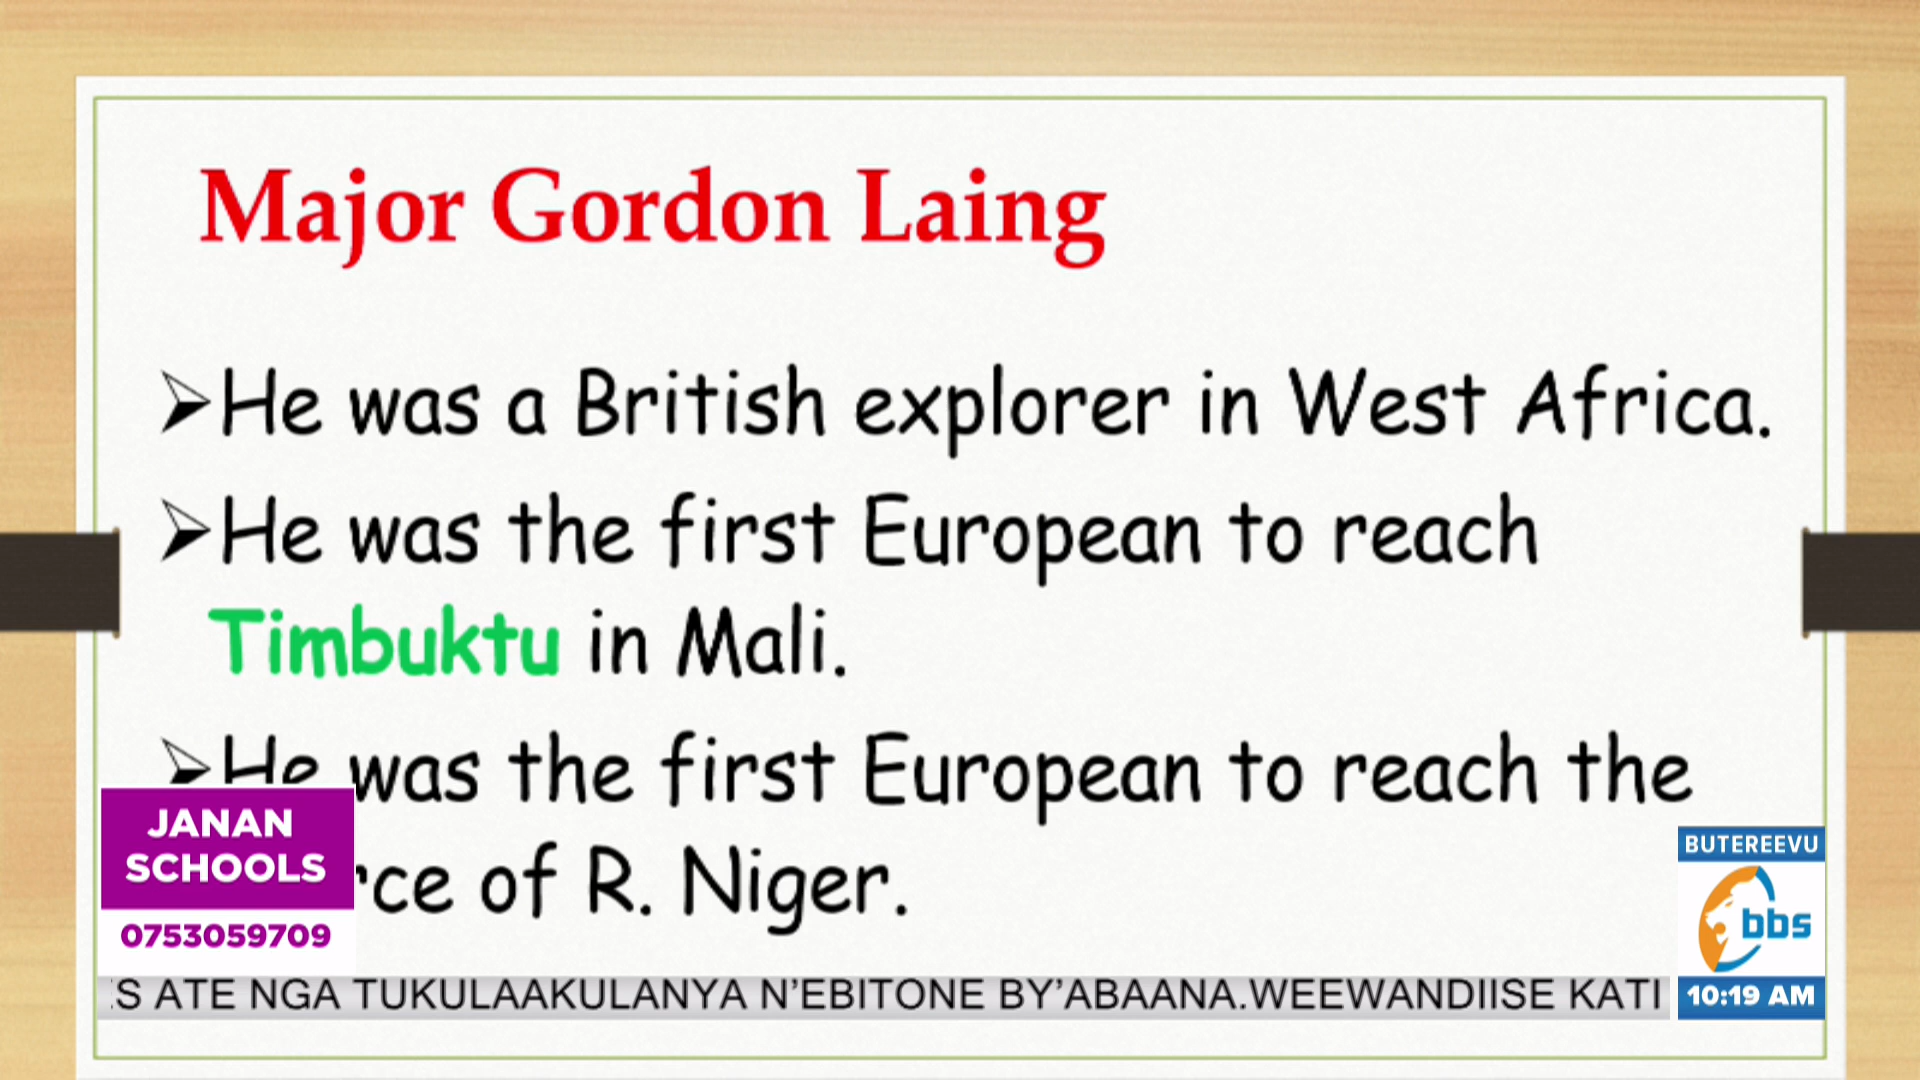 Major Gordon Laing
➢He was a British explorer in West Africa.
➢He was the first European to reach
Timbuktu in Mali.
➢He was the first European to reach the
rce of R. Niger.
JANAN
SCHOOLS
0753059709
BUTEREEVU
bbs
10:19 AM
S ATE NGA TUKULAAKULANYA N'EBITONE BY'ABAANA.WEEWANDIISE KATI